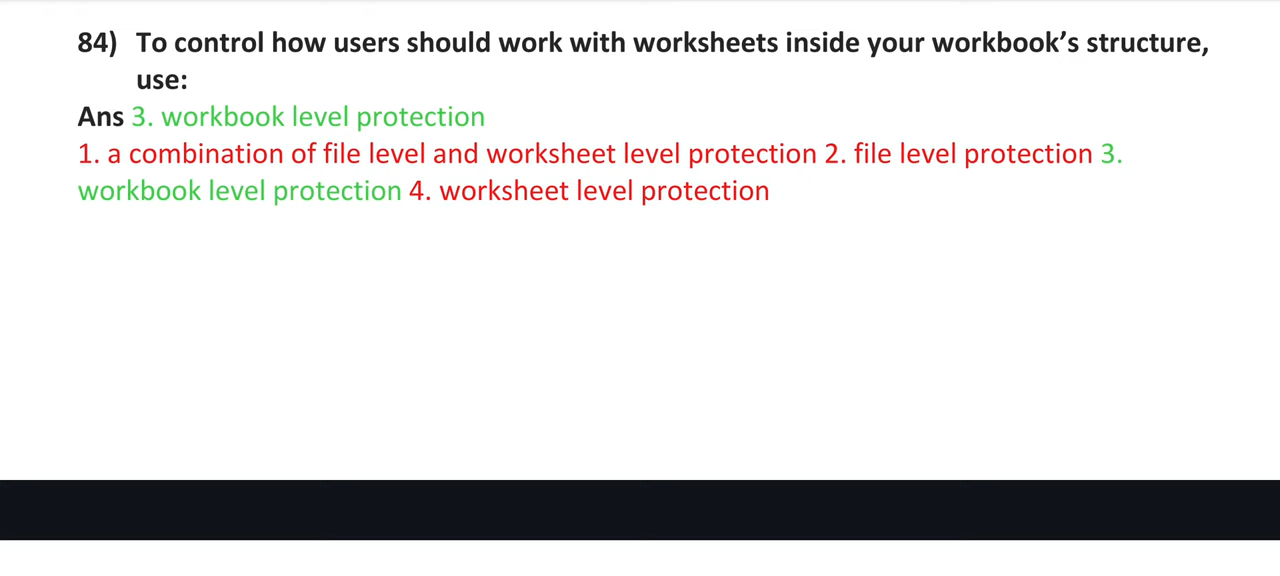 84) To control how users should work with worksheets inside your workbook’s structure,
use:
Ans 3. workbook level protection
1. a combination of file level and worksheet level protection 2. file level protection 3.
workbook level protection 4. worksheet level protection